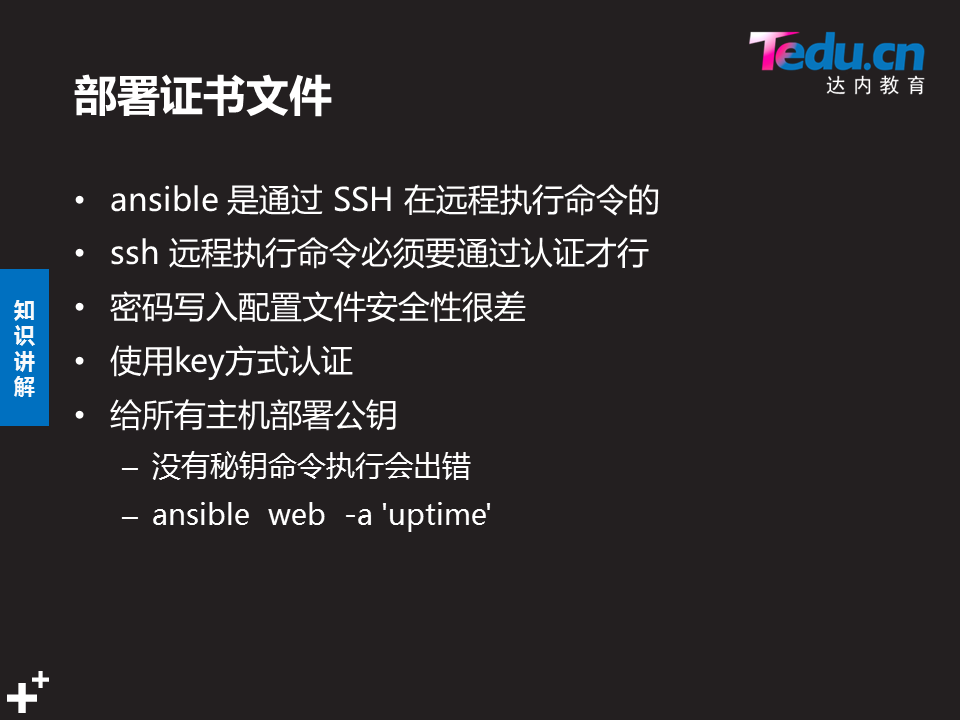 Tedu.cn
达内教育
部署证书文件
• ansible 是通过 SSH 在远程执行命令的
• ssh 远程执行命令必须要通过认证才行
• 密码写入配置文件安全性很差
• 使用key方式认证
• 给所有主机部署公钥
– 没有秘钥命令执行会出错
– ansible  web  -a 'uptime'
知识讲解